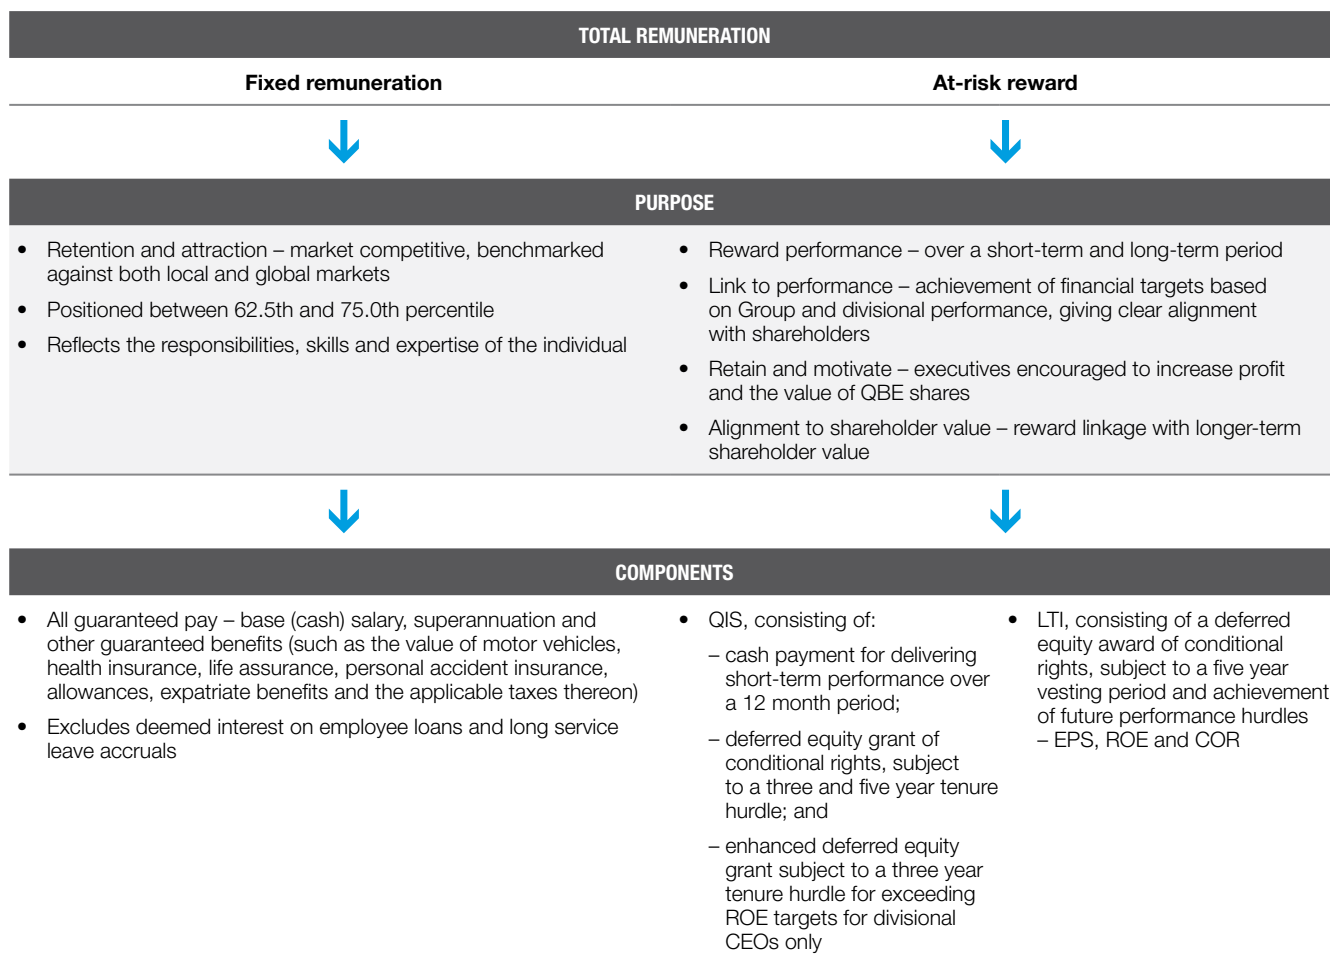 TOTAL REMUNERATION
Fixed remuneration
At-risk reward
PURPOSE
• Retention and attraction – market competitive, benchmarked
against both local and global markets
• Positioned between 62.5th and 75.0th percentile
• Reflects the responsibilities, skills and expertise of the individual
• Reward performance – over a short-term and long-term period
• Link to performance – achievement of financial targets based
on Group and divisional performance, giving clear alignment
with shareholders
• Retain and motivate – executives encouraged to increase profit
and the value of QBE shares
• Alignment to shareholder value – reward linkage with longer-term
shareholder value
COMPONENTS
• All guaranteed pay – base (cash) salary, superannuation and
other guaranteed benefits (such as the value of motor vehicles,
health insurance, life assurance, personal accident insurance,
allowances, expatriate benefits and the applicable taxes thereon)
• Excludes deemed interest on employee loans and long service
leave accruals
• QIS, consisting of:
– cash payment for delivering
short-term performance over
a 12 month period;
– deferred equity grant of
conditional rights, subject
to a three and five year tenure
hurdle; and
– enhanced deferred equity
grant subject to a three year
tenure hurdle for exceeding
ROE targets for divisional
CEOs only
• LTI, consisting of a deferred
equity award of conditional
rights, subject to a five year
vesting period and achievement
of future performance hurdles
– EPS, ROE and COR